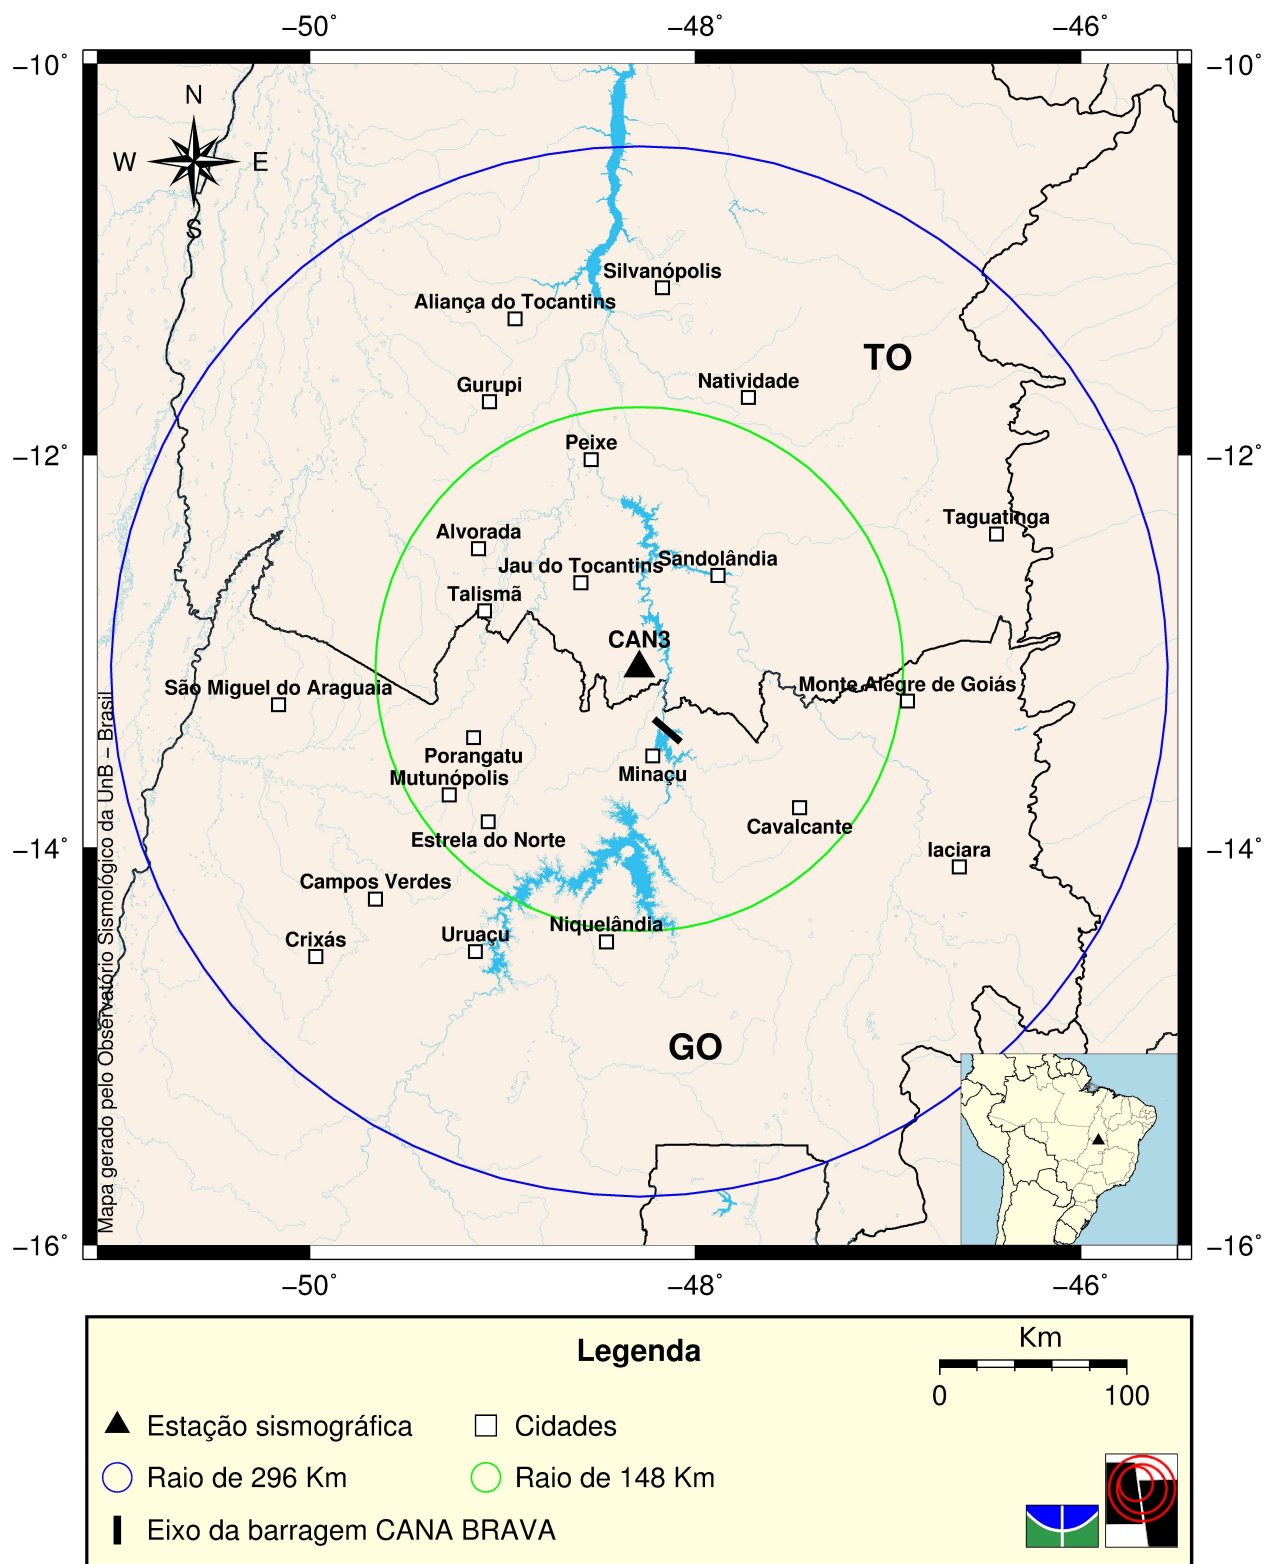 −50˚ −48˚ −46˚
−10˚ −10˚
N
W E
S
Silvanópolis
Aliança do Tocantins
TO
Gurupi Natividade
Peixe
−12˚ −12˚
Taguatinga
Alvorada
Jau do Tocantins Sandolândia
Talismã
CAN3
São Miguel do Araguaia Monte Alegre de Goiás
Porangatu
Mutunópolis Minaçu
Cavalcante
Estrela do Norte
−14˚ Iaciara −14˚
Campos Verdes
Niquelândia
Crixás Uruaçu
GO
Mapa gerado pelo Observatório Sismológico da UnB − Brasil
−16˚ −16˚
−50˚ −48˚ −46˚
Legenda
Km
0 100
Estação sismográfica Cidades
Raio de 296 Km Raio de 148 Km
Eixo da barragem CANA BRAVA